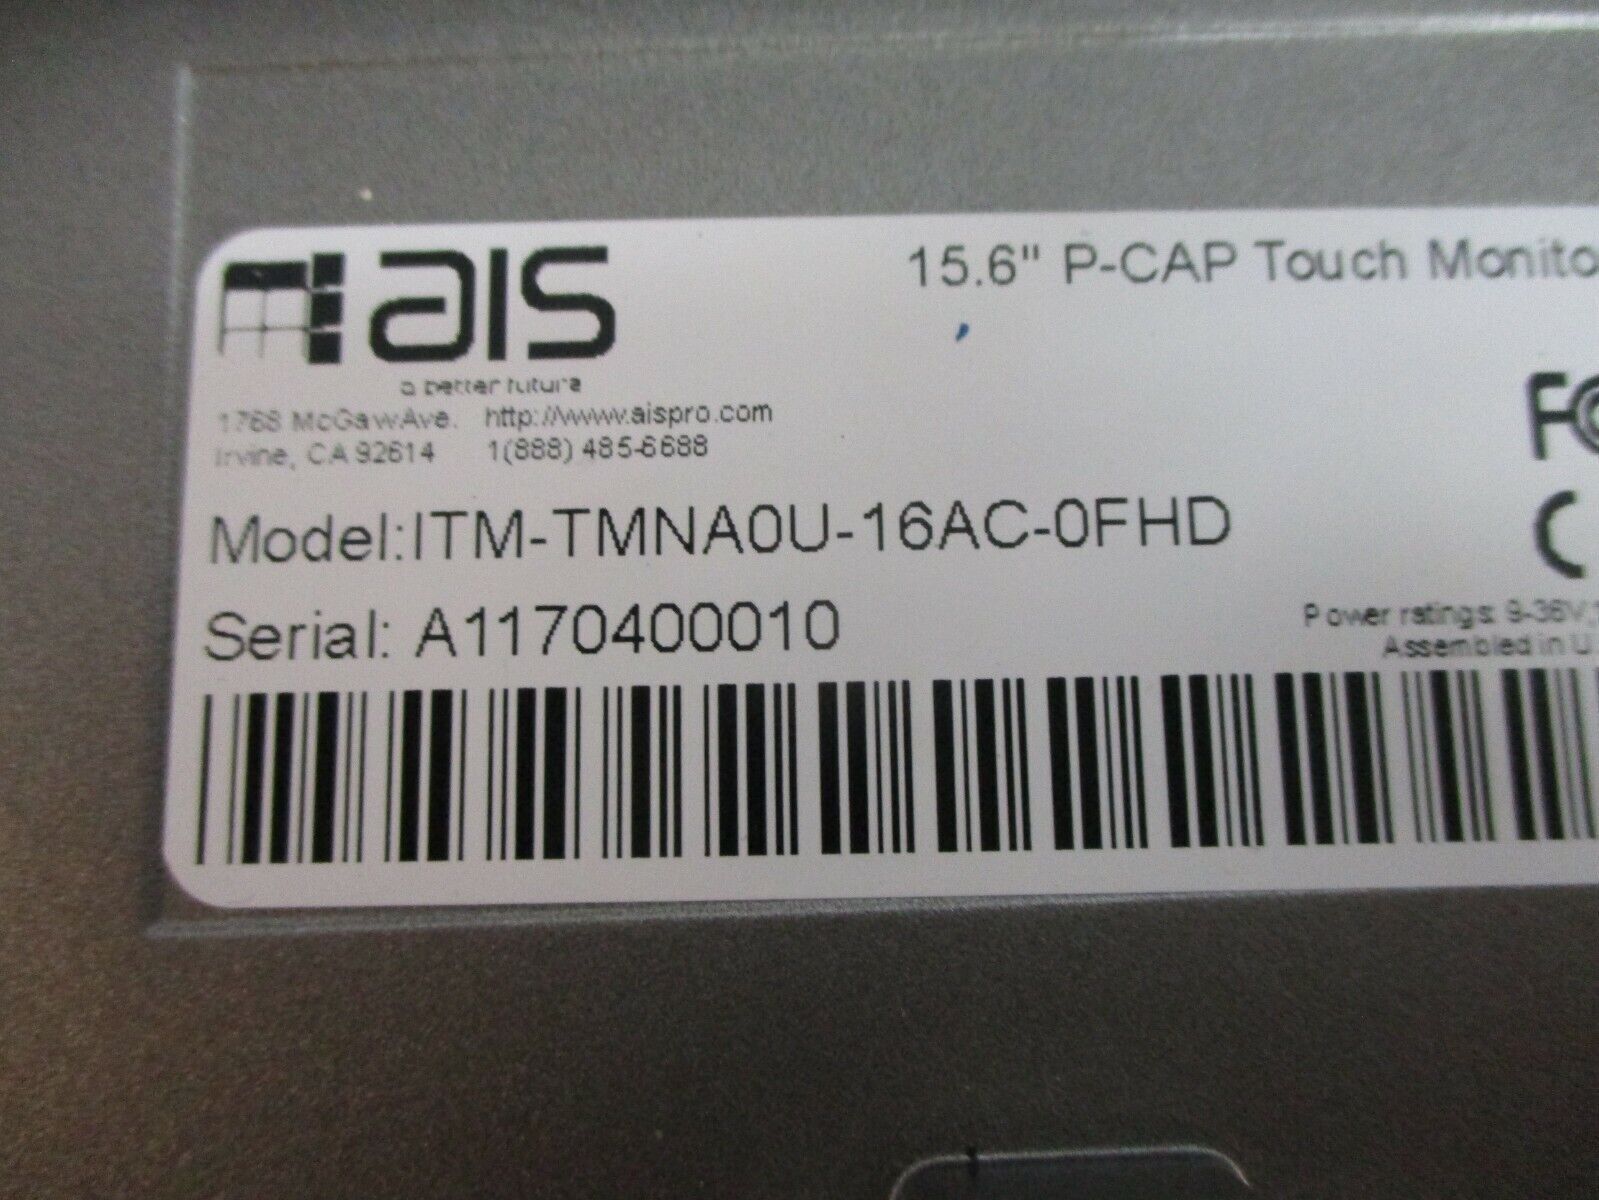 ais
15.6" P-CAP Touch Monito
a better future
1768 McGaw Ave. http://www.aispro.com
Irvine, CA 92614 1(888) 485-6688
FC
Model:ITM-TMNA0U-16AC-0FHD
C
Serial: A1170400010
Power ratings: 9-36V;
Assembled in U.